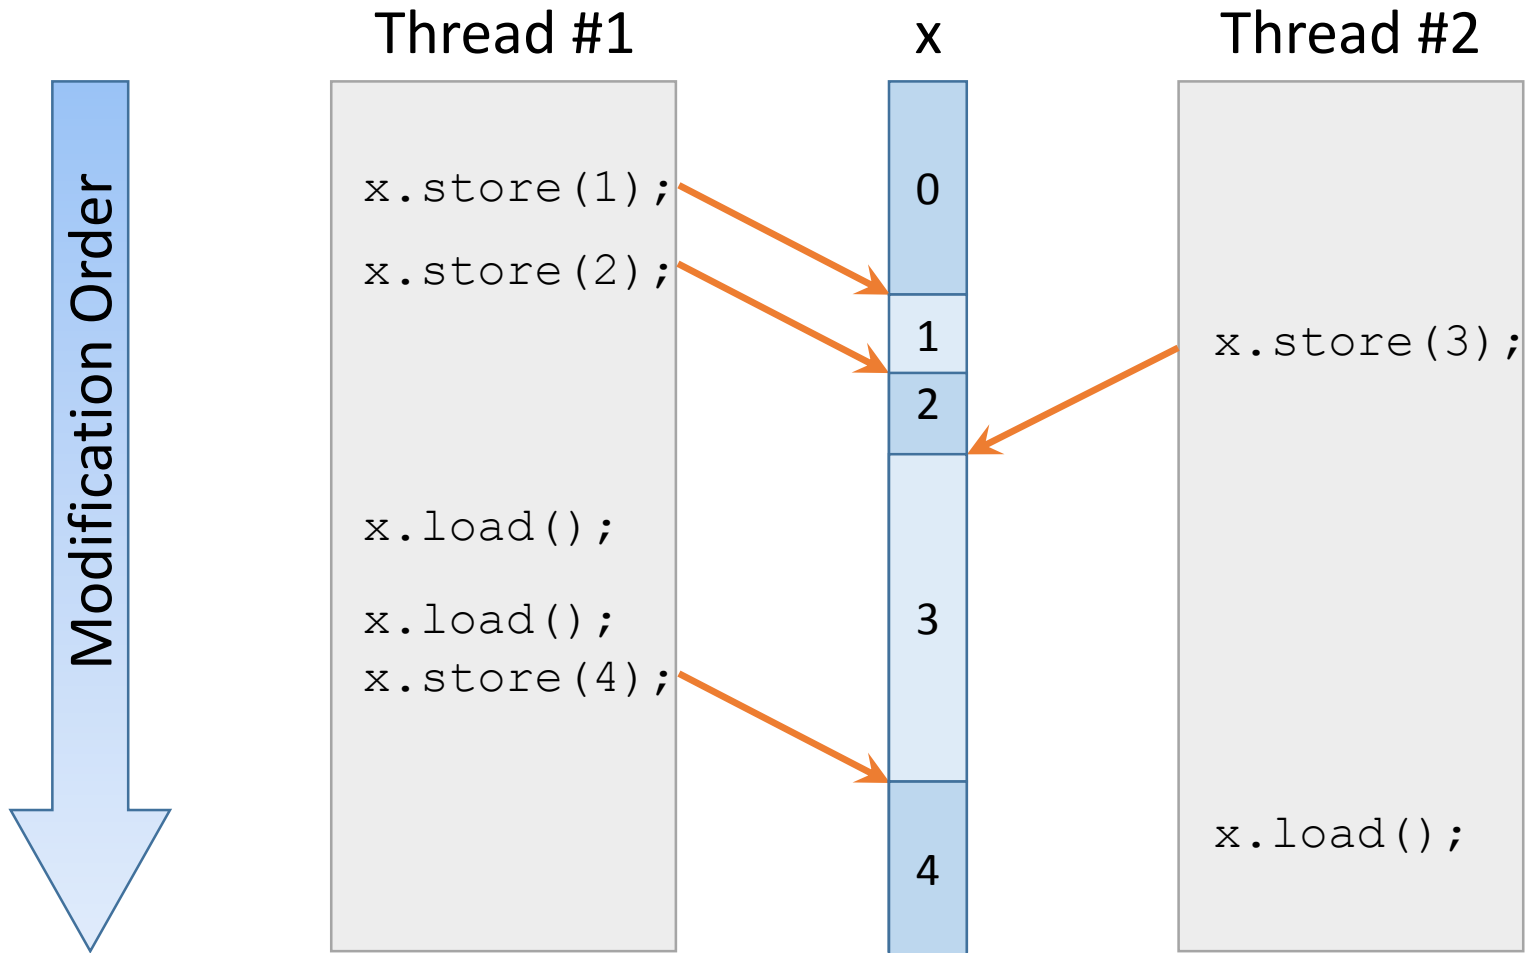 Thread #1
x
Thread #2
Modification Order
x.store(1);
x.store(2);
x.load();
x.load();
x.store(4);
0
1
2
3
4
x.store(3);
x.load();